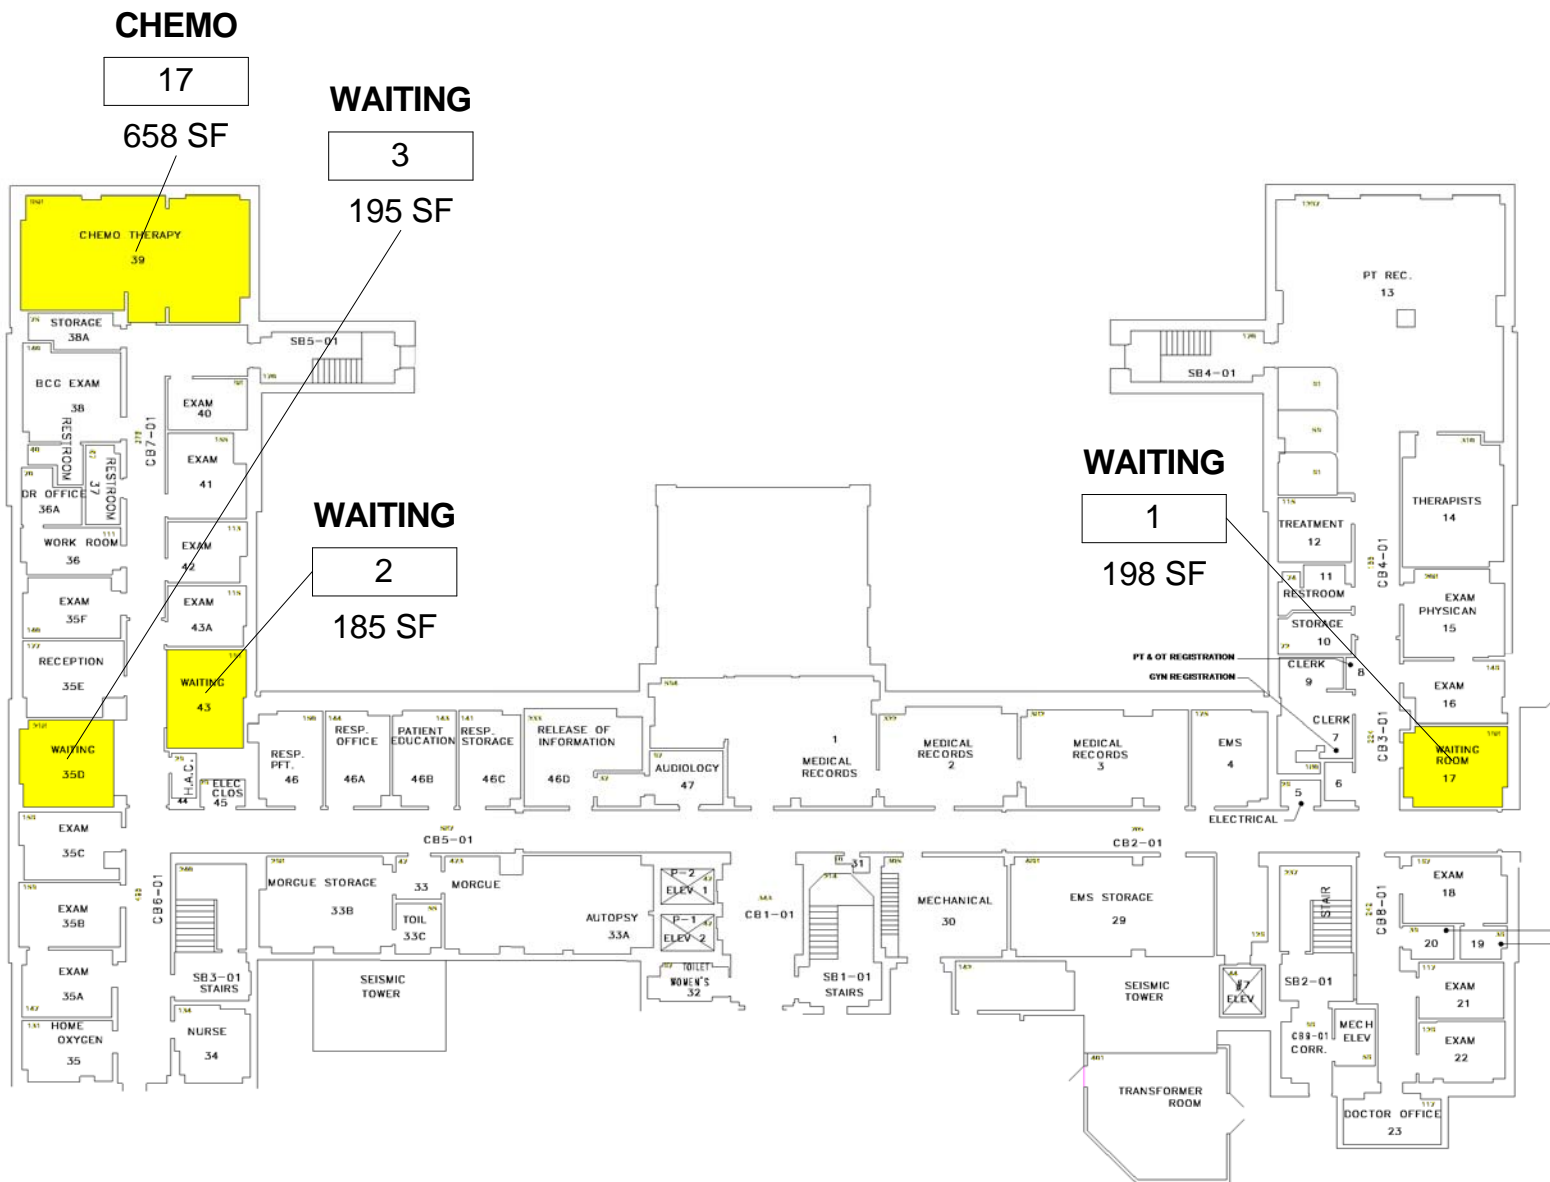 CHEMO
17
658 SF
WAITING
3
195 SF
CHEMO THERAPY
39
STORAGE
38A
BCG EXAM
38
RESTROOM
RESTROOM
37
DR OFFICE
36A
WORK ROOM
36
111
EXAM
35F
RECEPTION
35E
177
WAITING
35D
EXAM
35C
EXAM
35B
EXAM
35A
HOME
OXYGEN
35
CB7-01
CB6-01
EXAM
40
EXAM
41
EXAM
42
113
EXAM
43A
WAITING
43
H.A.C.
44
ELEC
CLOS
45
SB5-01
WAITING
2
185 SF
RESP.
PFT.
46
RESP.
OFFICE
46A
PATIENT
EDUCATION
46B
RESP.
STORAGE
46C
RELEASE OF
INFORMATION
46D
AUDIOLOGY
47
1
MEDICAL
RECORDS
MEDICAL
RECORDS
2
MEDICAL
RECORDS
3
EMS
4
CB5-01
CB2-01
SB3-01
STAIRS
NURSE
34
MORGUE STORAGE
33B
33
TOIL
33C
MORGUE
AUTOPSY
33A
SEISMIC
TOWER
P-2
ELEV 1
P-1
ELEV 2
TOILET
WOMEN'S
32
CB1-01
31
SB1-01
STAIRS
MECHANICAL
30
EMS STORAGE
29
SEISMIC
TOWER
#7
ELEV
TRANSFORMER
ROOM
WAITING
1
198 SF
PT REC.
13
SB4-01
THERAPISTS
14
TREATMENT
12
11
RESTROOM
STORAGE
10
CB4-01
EXAM
PHYSICAN
15
PT & OT REGISTRATION
GYN REGISTRATION
CLERK
9
8
CLERK
7
6
5
ELECTRICAL
CB3-01
EXAM
16
WAITING
ROOM
17
STAIR
SB2-01
CB9-01
CORR.
MECH
ELEV
CB8-01
EXAM
18
20
19
EXAM
21
EXAM
22
DOCTOR OFFICE
23